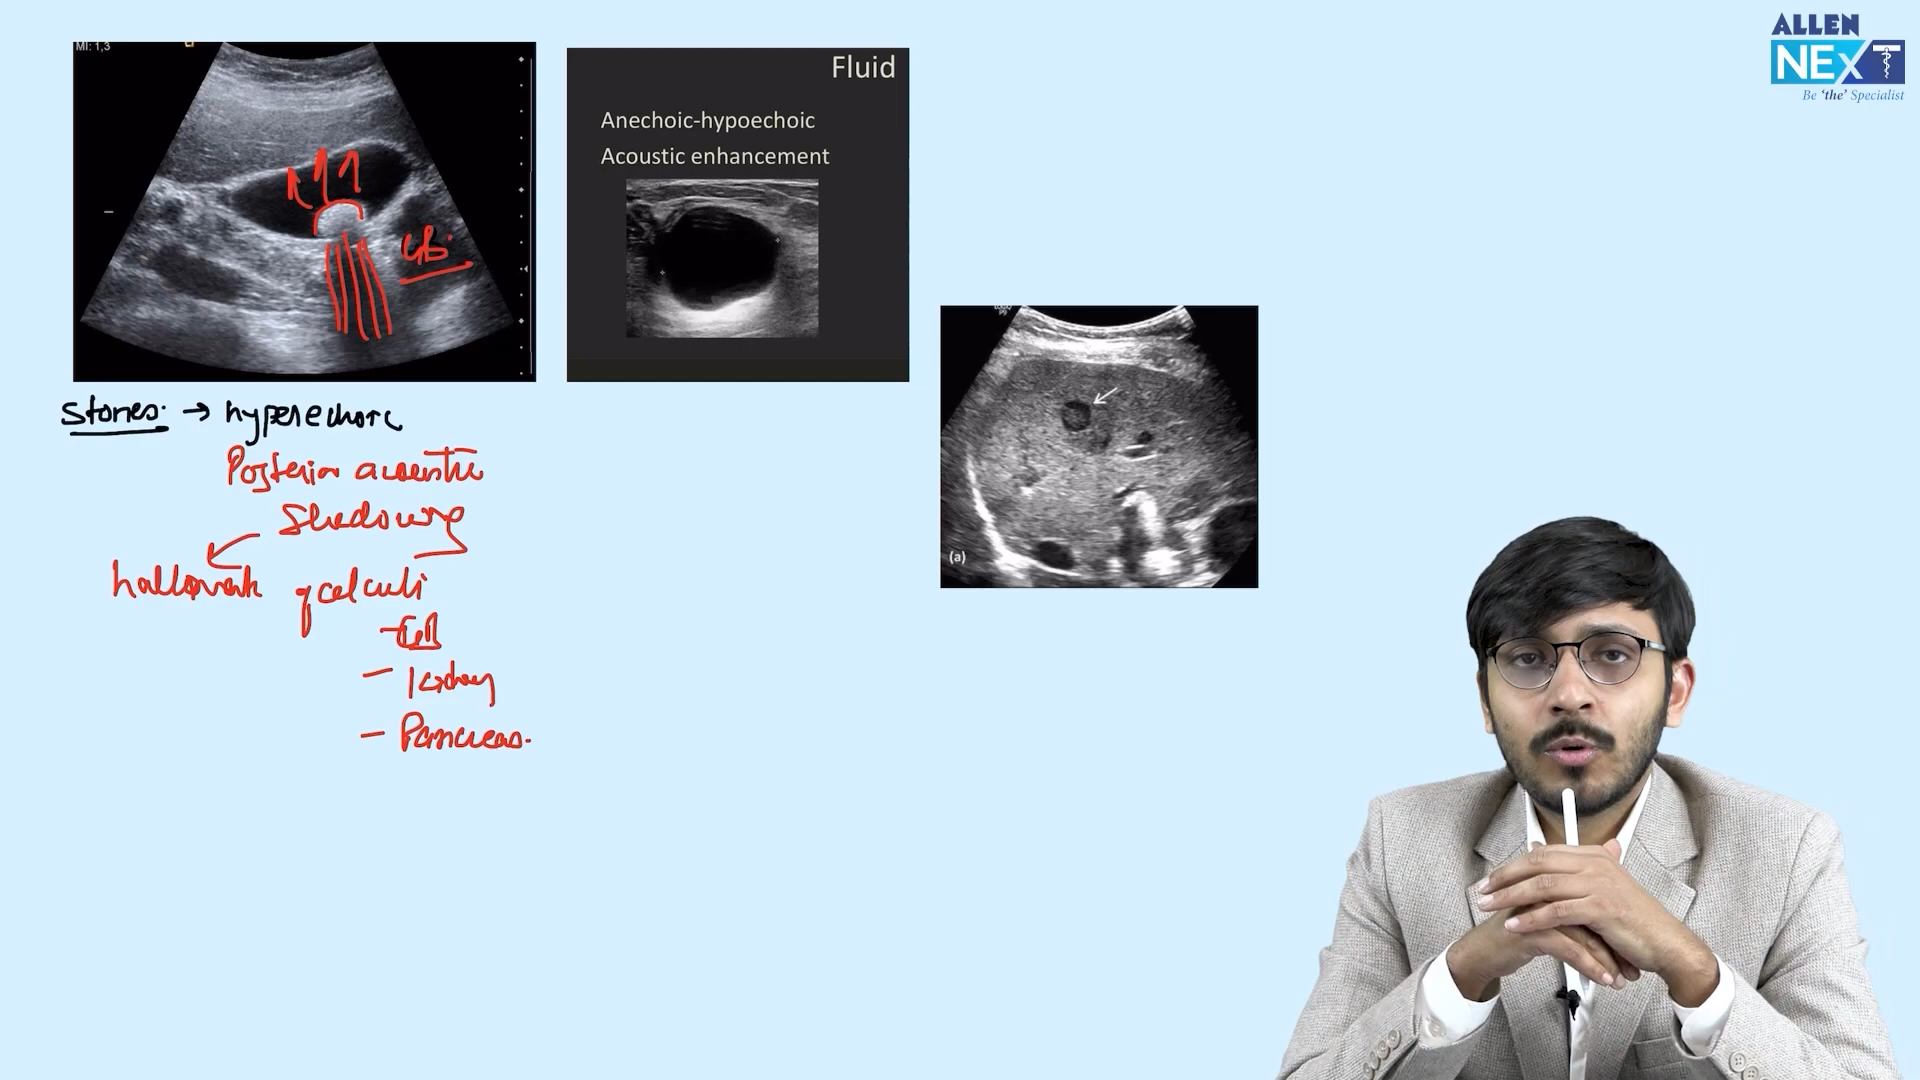 MI: 1,3
GB.
Fluid
Anechoic-hypoechoic
Acoustic enhancement
(a)
Stones. → hyperechoic
Posterior acoustic
Shadowing
hallmark of calculi
- GB
- Kidney
- Pancreas.
ALLEN
NEXT
Be 'the' Specialist